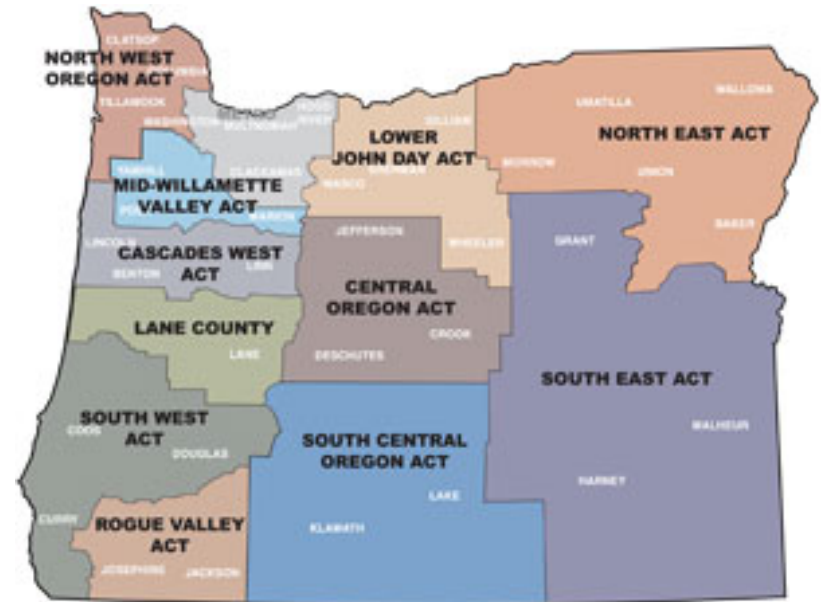 CLATSOP
NORTH WEST
OREGON ACT
TILLAMOOK
WASHINGTON
MULTNOMAH
HOOD
RIVER
CLACKAMAS
YAMHILL
MID-WILLAMETTE
VALLEY ACT
MARION
LINCOLN
CASCADES WEST
ACT
BENTON
LINN
LANE COUNTY
LANE
SOUTH WEST
ACT
COOS
DOUGLAS
CURRY
ROGUE VALLEY
ACT
JOSEPHINE
JACKSON
GILLIAM
LOWER
JOHN DAY ACT
SHERMAN
WASCO
WHEELER
JEFFERSON
CENTRAL
OREGON ACT
CROOK
DESCHUTES
SOUTH CENTRAL
OREGON ACT
LAKE
KLAMATH
WALLOWA
UMATILLA
NORTH EAST ACT
MORROW
UNION
BAKER
GRANT
SOUTH EAST ACT
MALHEUR
HARNEY